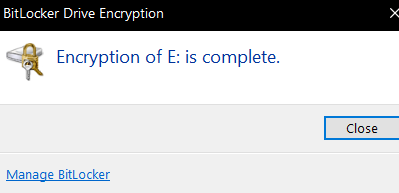 BitLocker Drive Encryption
Encryption of E: is complete.
Close
Manage BitLocker